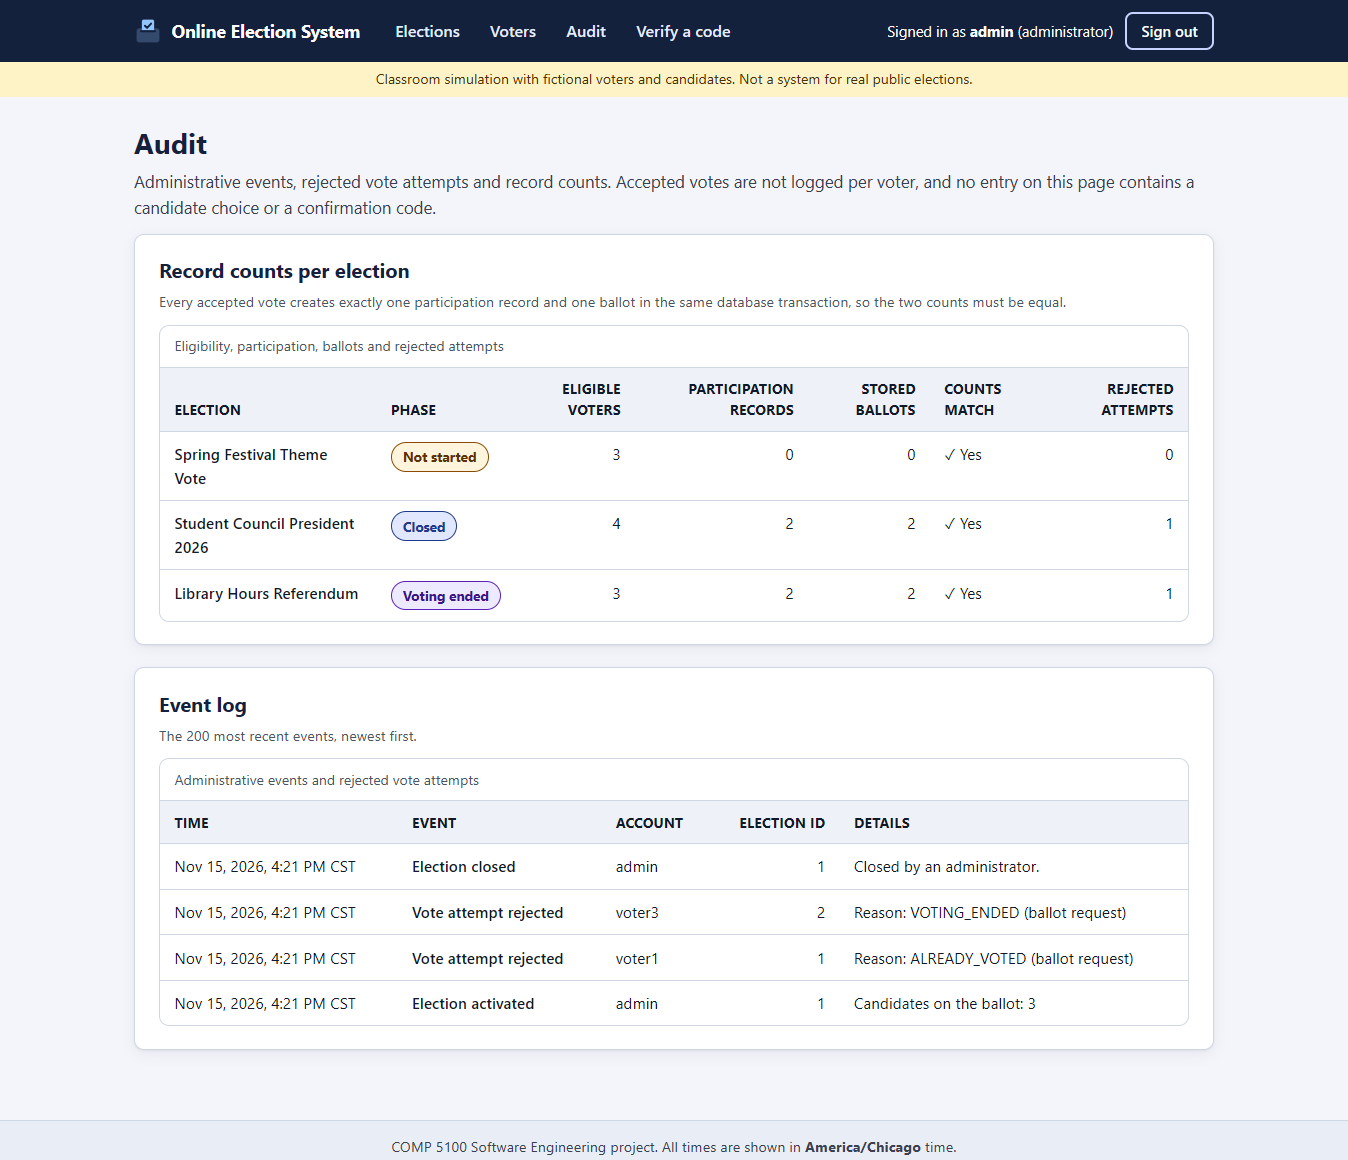 Online Election System
Elections
Voters
Audit
Verify a code
Signed in as admin (administrator)
Sign out
Classroom simulation with fictional voters and candidates. Not a system for real public elections.
Audit
Administrative events, rejected vote attempts and record counts. Accepted votes are not logged per voter, and no entry on this page contains a
candidate choice or a confirmation code.
Record counts per election
Every accepted vote creates exactly one participation record and one ballot in the same database transaction, so the two counts must be equal.
Eligibility, participation, ballots and rejected attempts
ELECTION PHASE ELIGIBLE VOTERS PARTICIPATION RECORDS STORED BALLOTS COUNTS MATCH REJECTED ATTEMPTS
Spring Festival Theme Vote Not started 3 0 0 ✓ Yes 0
Student Council President 2026 Closed 4 2 2 ✓ Yes 1
Library Hours Referendum Voting ended 3 2 2 ✓ Yes 1
Event log
The 200 most recent events, newest first.
Administrative events and rejected vote attempts
TIME EVENT ACCOUNT ELECTION ID DETAILS
Nov 15, 2026, 4:21 PM CST Election closed admin 1 Closed by an administrator.
Nov 15, 2026, 4:21 PM CST Vote attempt rejected voter3 2 Reason: VOTING_ENDED (ballot request)
Nov 15, 2026, 4:21 PM CST Vote attempt rejected voter1 1 Reason: ALREADY_VOTED (ballot request)
Nov 15, 2026, 4:21 PM CST Election activated admin 1 Candidates on the ballot: 3
COMP 5100 Software Engineering project. All times are shown in America/Chicago time.